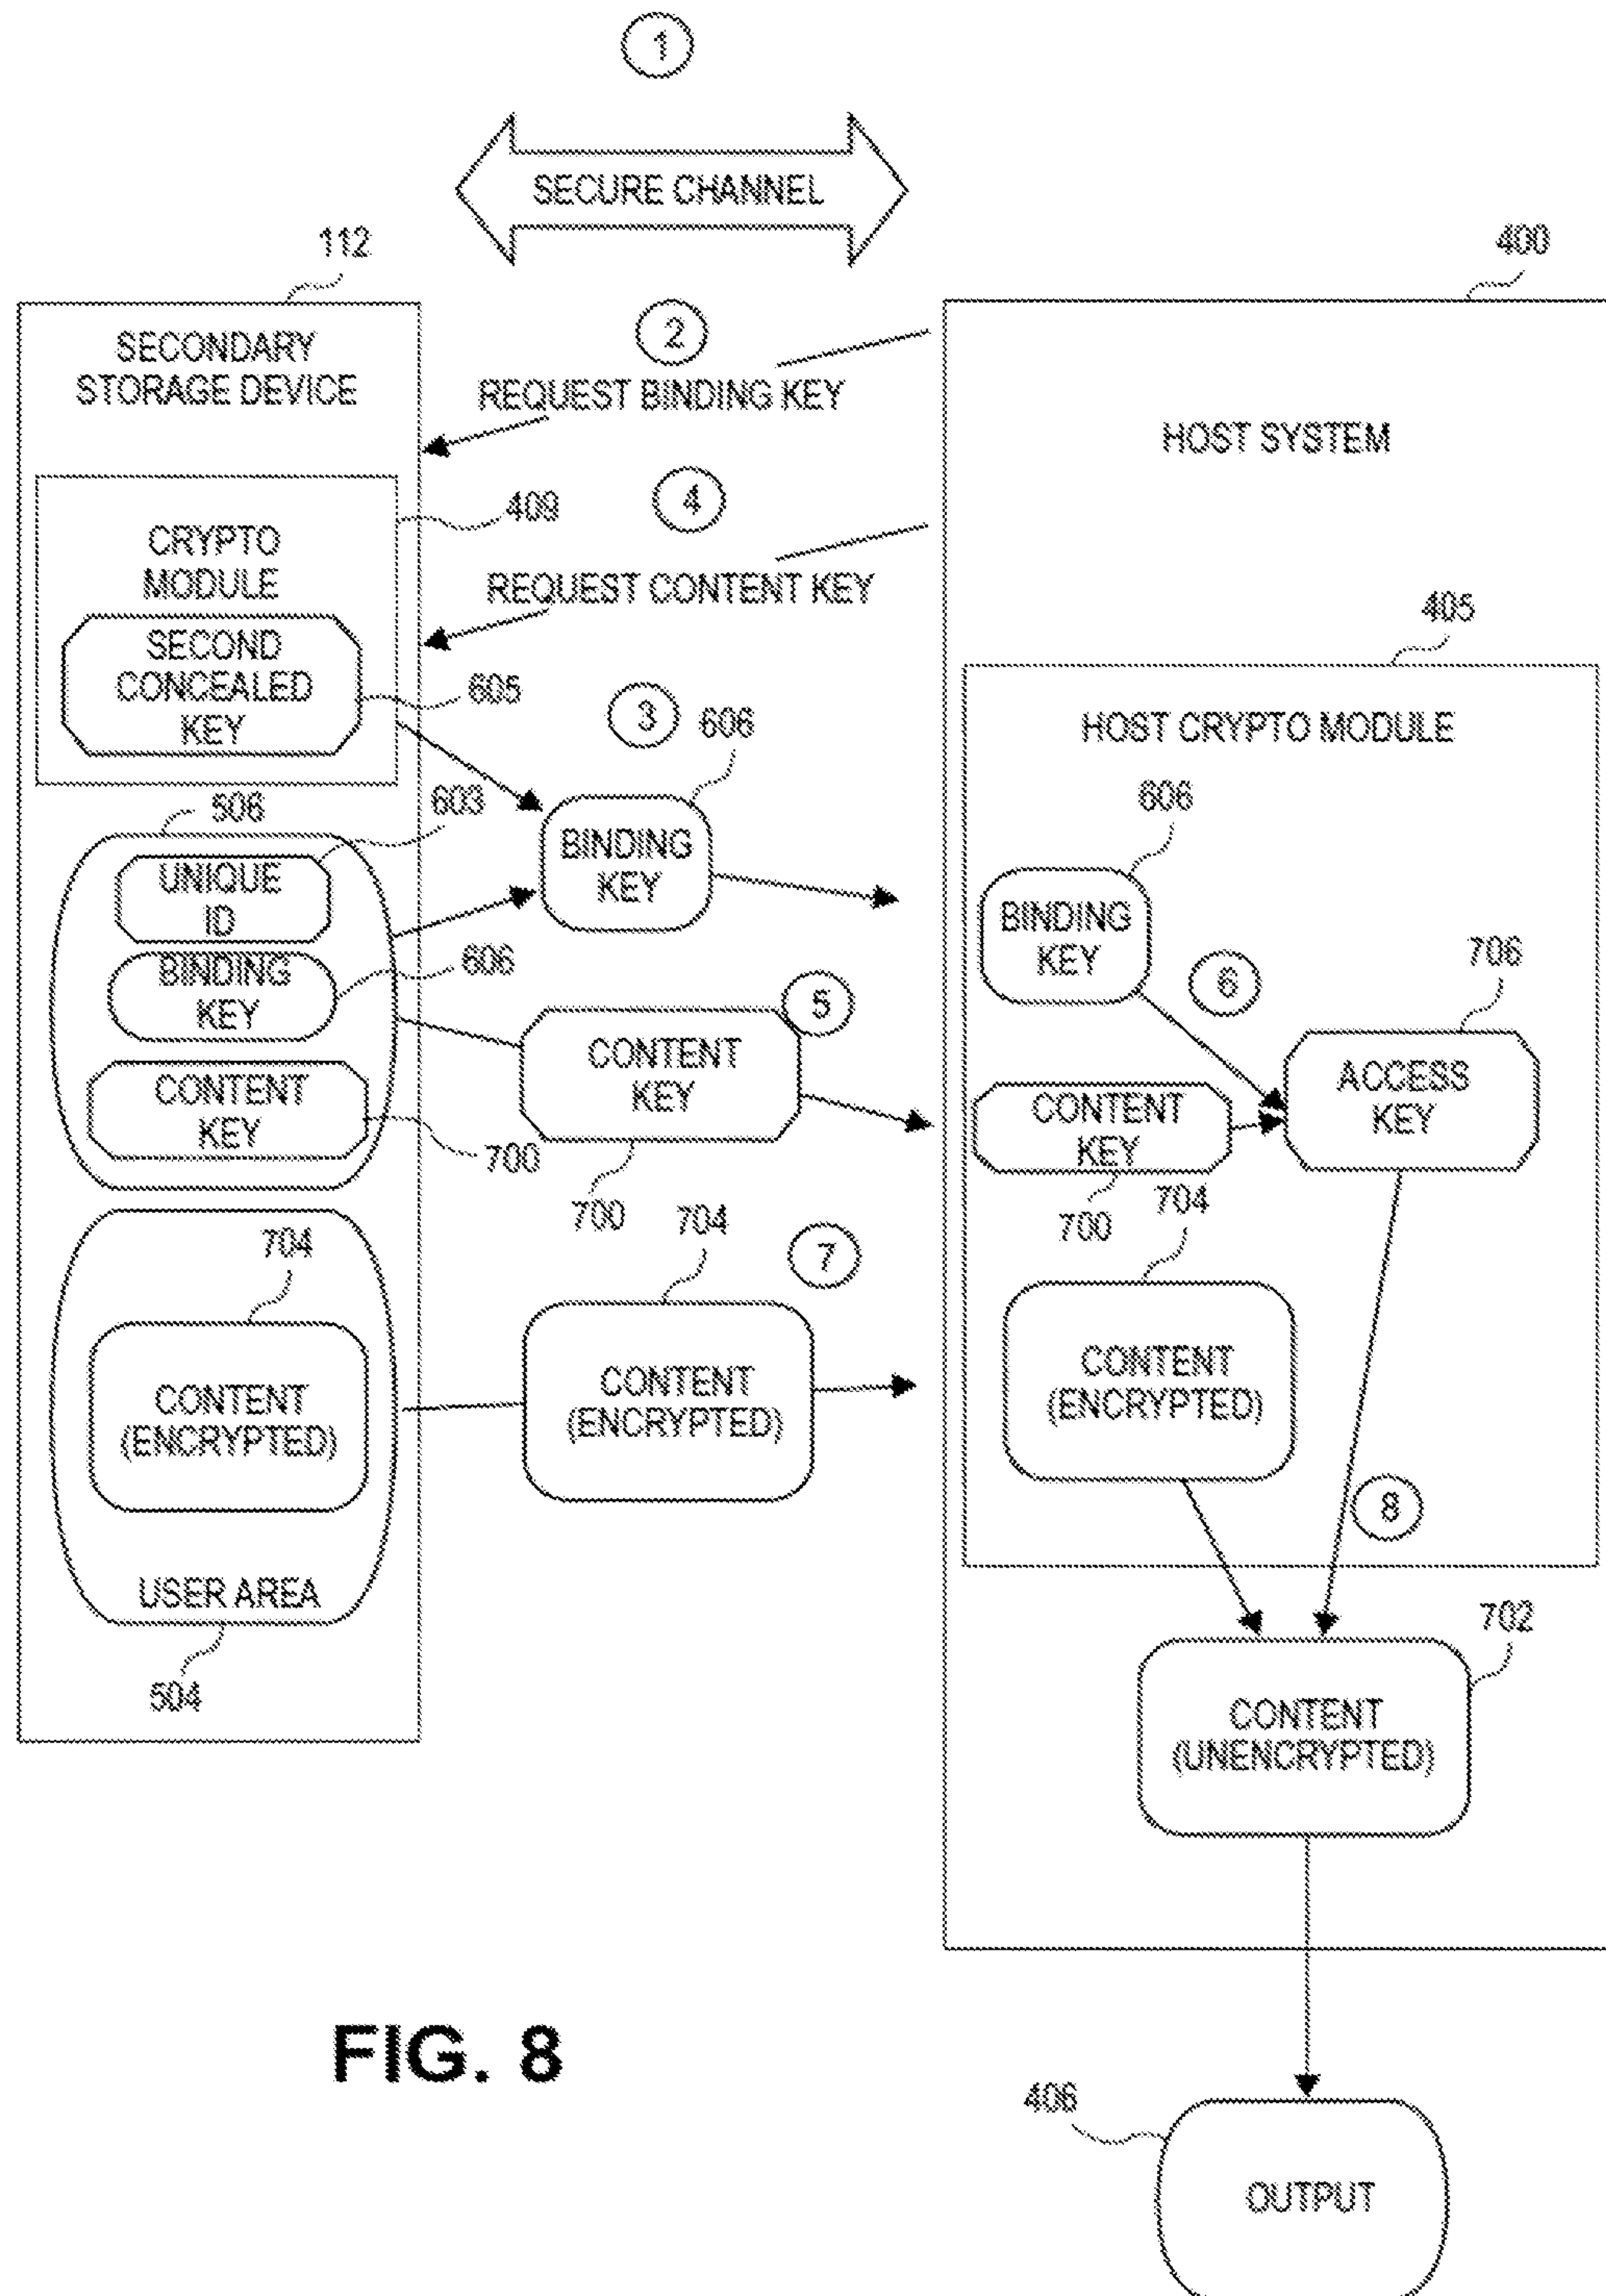 1
SECURE CHANNEL
112
400
SECONDARY
STORAGE DEVICE
2
REQUEST BINDING KEY
HOST SYSTEM
4
409
CRYPTO
MODULE
REQUEST CONTENT KEY
405
SECOND
CONCEALED
KEY
605
3
606
HOST CRYPTO MODULE
506
603
BINDING
KEY
606
UNIQUE
ID
BINDING
KEY
706
BINDING
KEY
606
6
5
CONTENT
KEY
ACCESS
KEY
CONTENT
KEY
CONTENT
KEY
700
700
704
700
704
704
7
CONTENT
(ENCRYPTED)
CONTENT
(ENCRYPTED)
CONTENT
(ENCRYPTED)
8
USER AREA
702
504
CONTENT
(UNENCRYPTED)
FIG. 8
406
OUTPUT